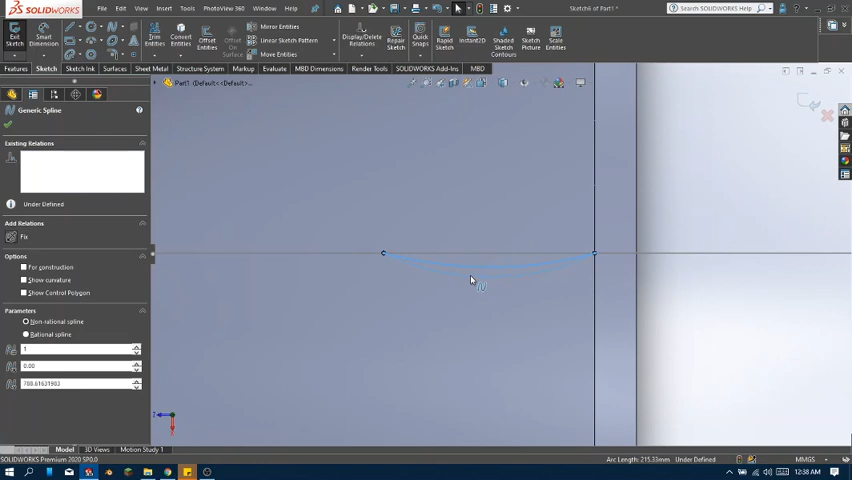 SOLIDWORKS File Edit View Insert Tools PhotoView 360 Window Help Sketch6 of Part1 * Search SOLIDWORKS Help
Exit Sketch Smart Dimension Trim Entities Convert Entities Offset Entities On Surface Mirror Entities Linear Sketch Pattern Move Entities Display/Relations Repair Sketch Quick Snaps Rapid Sketch Instant2D Shaded Sketch Contours Sketch Picture Scale Entities
Features Sketch Sketch Ink Surfaces Sheet Metal Structure System Markup Evaluate MBD Dimensions Render Tools SOLIDWORKS Add-Ins MBD
Part1 (Default<<Default>...
Generic Spline
Existing Relations
Under Defined
Add Relations
Fix
Options
For construction
Show curvature
Show Control Polygon
Parameters
Non-rational spline
Rational spline
1
0.00
788.61631983
Model 3D Views Motion Study 1
SOLIDWORKS Premium 2020 SP0.0 Arc Length: 215.33mm Under Defined MMGS
12:38 AM